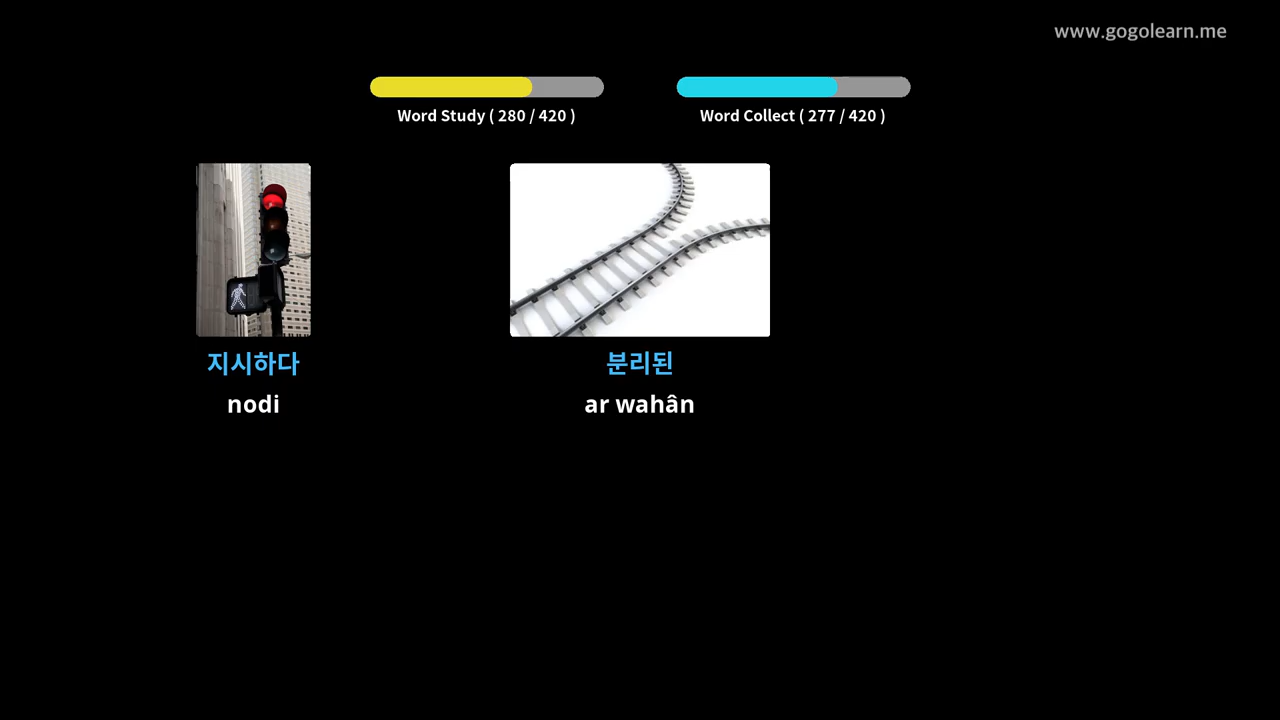 www.gogolearn.me
Word Study ( 280 / 420 )
Word Collect ( 277 / 420 )
지시하다
nodi
분리된
ar wahân